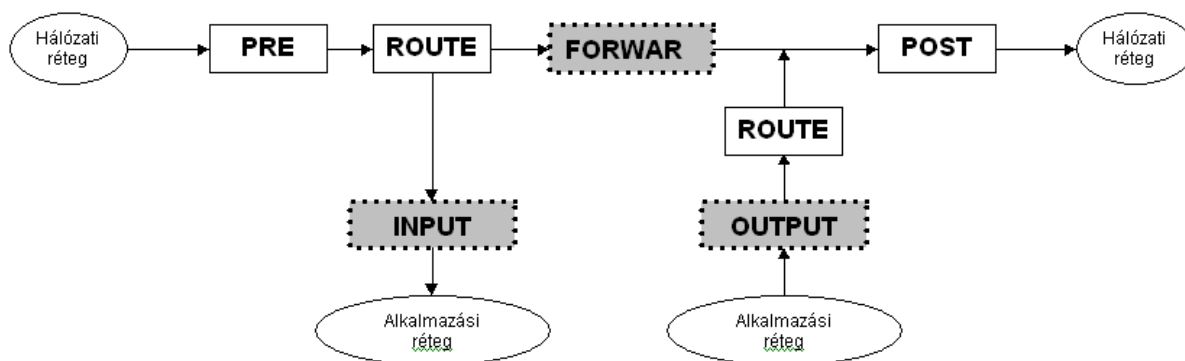 Hálózati
réteg
PRE
ROUTE
FORWAR
POST
Hálózati
réteg
ROUTE
INPUT
OUTPUT
Alkalmazási
réteg
Alkalmazási
réteg